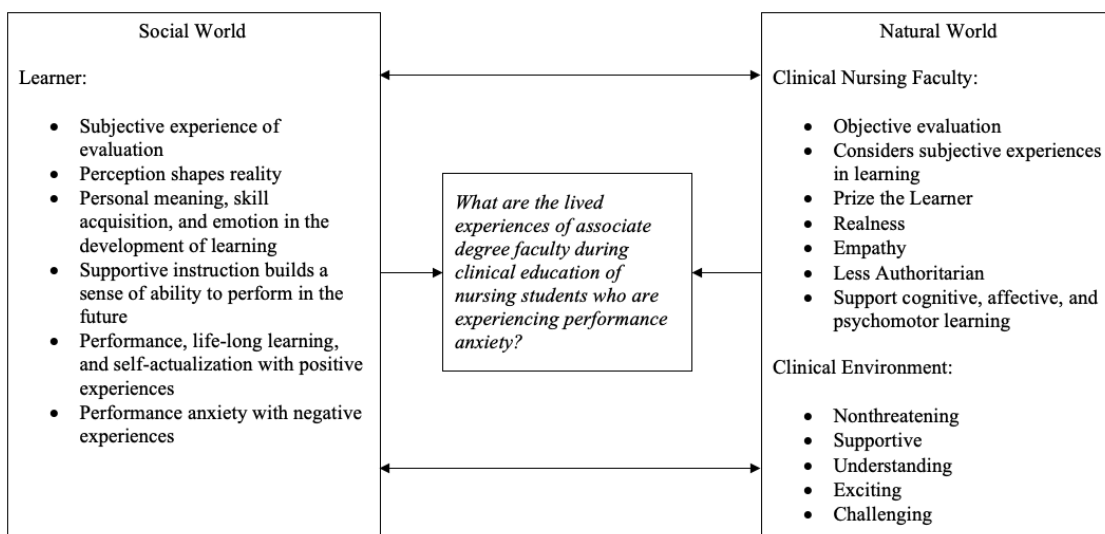 Social World
Learner:
• Subjective experience of
evaluation
• Perception shapes reality
• Personal meaning, skill
acquisition, and emotion in the
development of learning
• Supportive instruction builds a
sense of ability to perform in the
future
• Performance, life-long learning,
and self-actualization with positive
experiences
• Performance anxiety with negative
experiences
What are the lived
experiences of associate
degree faculty during
clinical education of
nursing students who are
experiencing performance
anxiety?
Natural World
Clinical Nursing Faculty:
• Objective evaluation
• Considers subjective experiences
in learning
• Prize the Learner
• Realness
• Empathy
• Less Authoritarian
• Support cognitive, affective, and
psychomotor learning
Clinical Environment:
• Nonthreatening
• Supportive
• Understanding
• Exciting
• Challenging